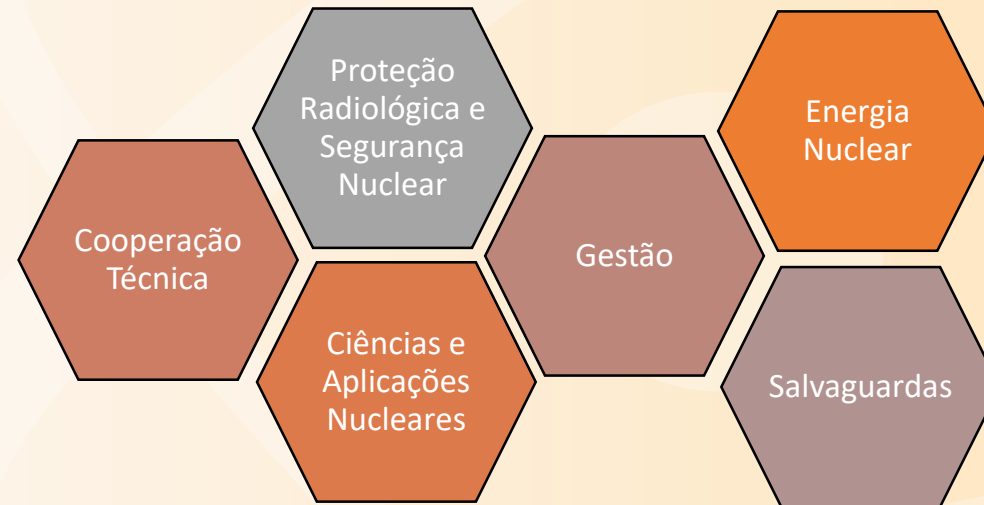 Proteção
Radiológica e
Segurança
Nuclear
Energia
Nuclear
Cooperação
Técnica
Gestão
Ciências e
Aplicações
Nucleares
Salvaguardas